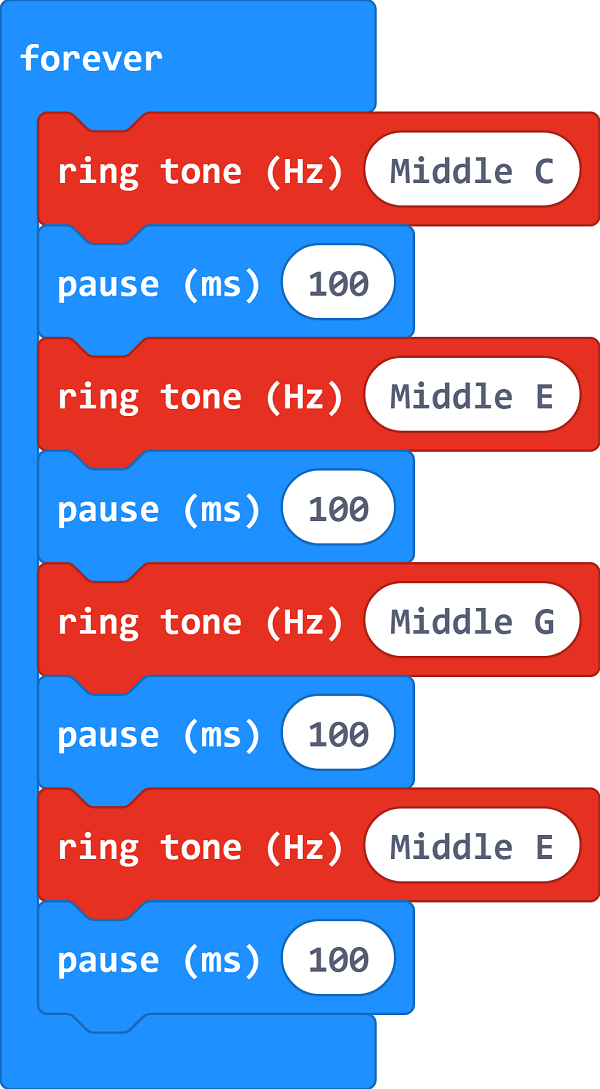 forever
ring tone (Hz) Middle C
pause (ms) 100
ring tone (Hz) Middle E
pause (ms) 100
ring tone (Hz) Middle G
pause (ms) 100
ring tone (Hz) Middle E
pause (ms) 100